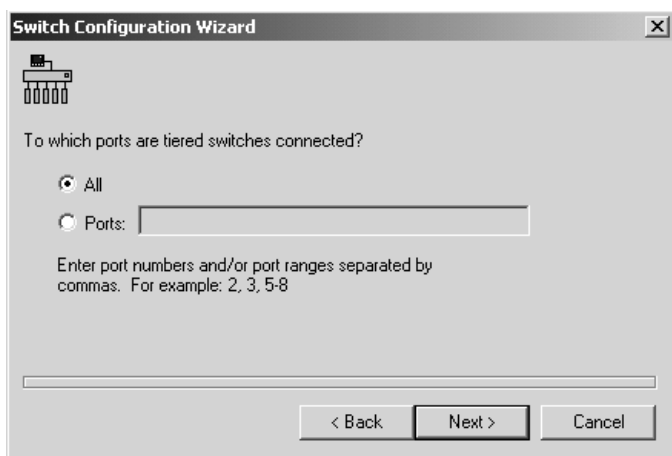 Switch Configuration Wizard
To which ports are tiered switches connected?
All
Ports:
Enter port numbers and/or port ranges separated by
commas. For example: 2, 3, 5-8
< Back
Next >
Cancel